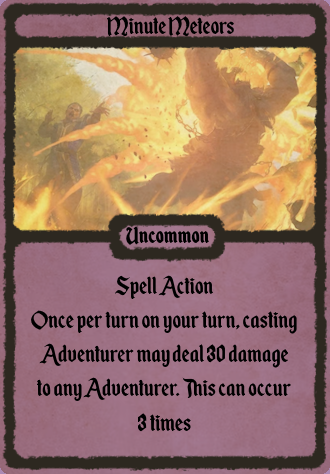 Minute Meteors
Uncommon
Spell Action
Once per turn on your turn, casting
Adventurer may deal 30 damage
to any Adventurer. This can occur
3 times